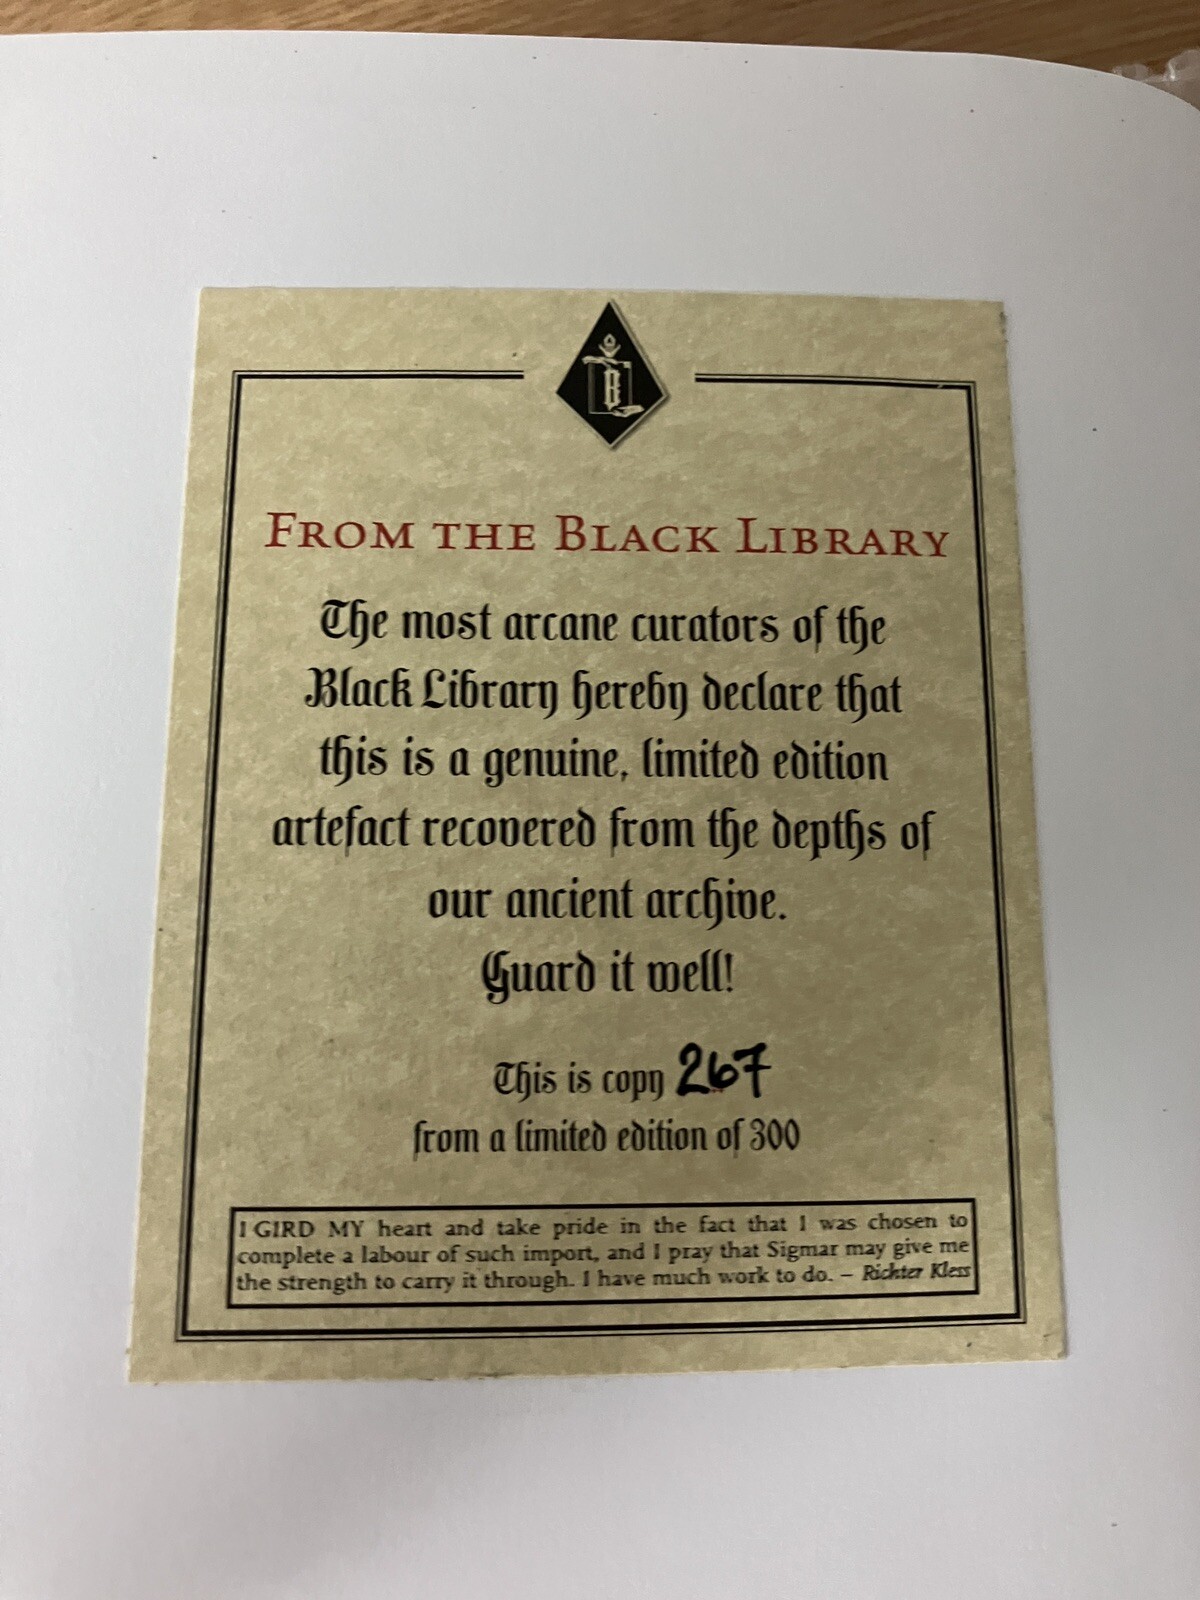 B
FROM THE BLACK LIBRARY
The most arcane curators of the
Black Library hereby declare that
this is a genuine, limited edition
artefact recovered from the depths of
our ancient archive.
Guard it well!
This is copy 267
from a limited edition of 300
I GIRD MY heart and take pride in the fact that I was chosen to
complete a labour of such import, and I pray that Sigmar may give me
the strength to carry it through. I have much work to do. – Richter Kless